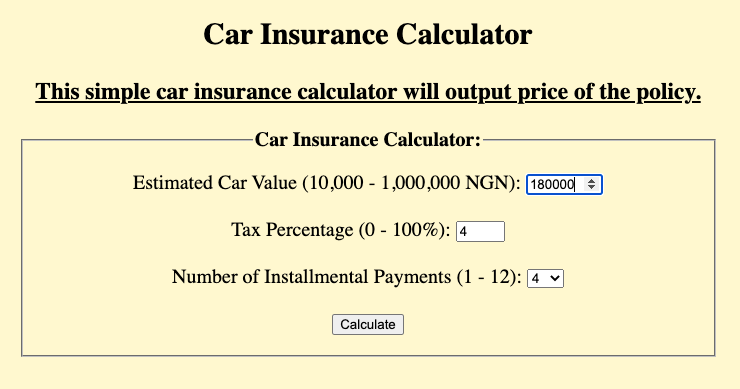 Car Insurance Calculator
This simple car insurance calculator will output price of the policy.
Car Insurance Calculator:
Estimated Car Value (10,000 - 1,000,000 NGN): 180000
Tax Percentage (0 - 100%): 4
Number of Installmental Payments (1 - 12): 4
Calculate